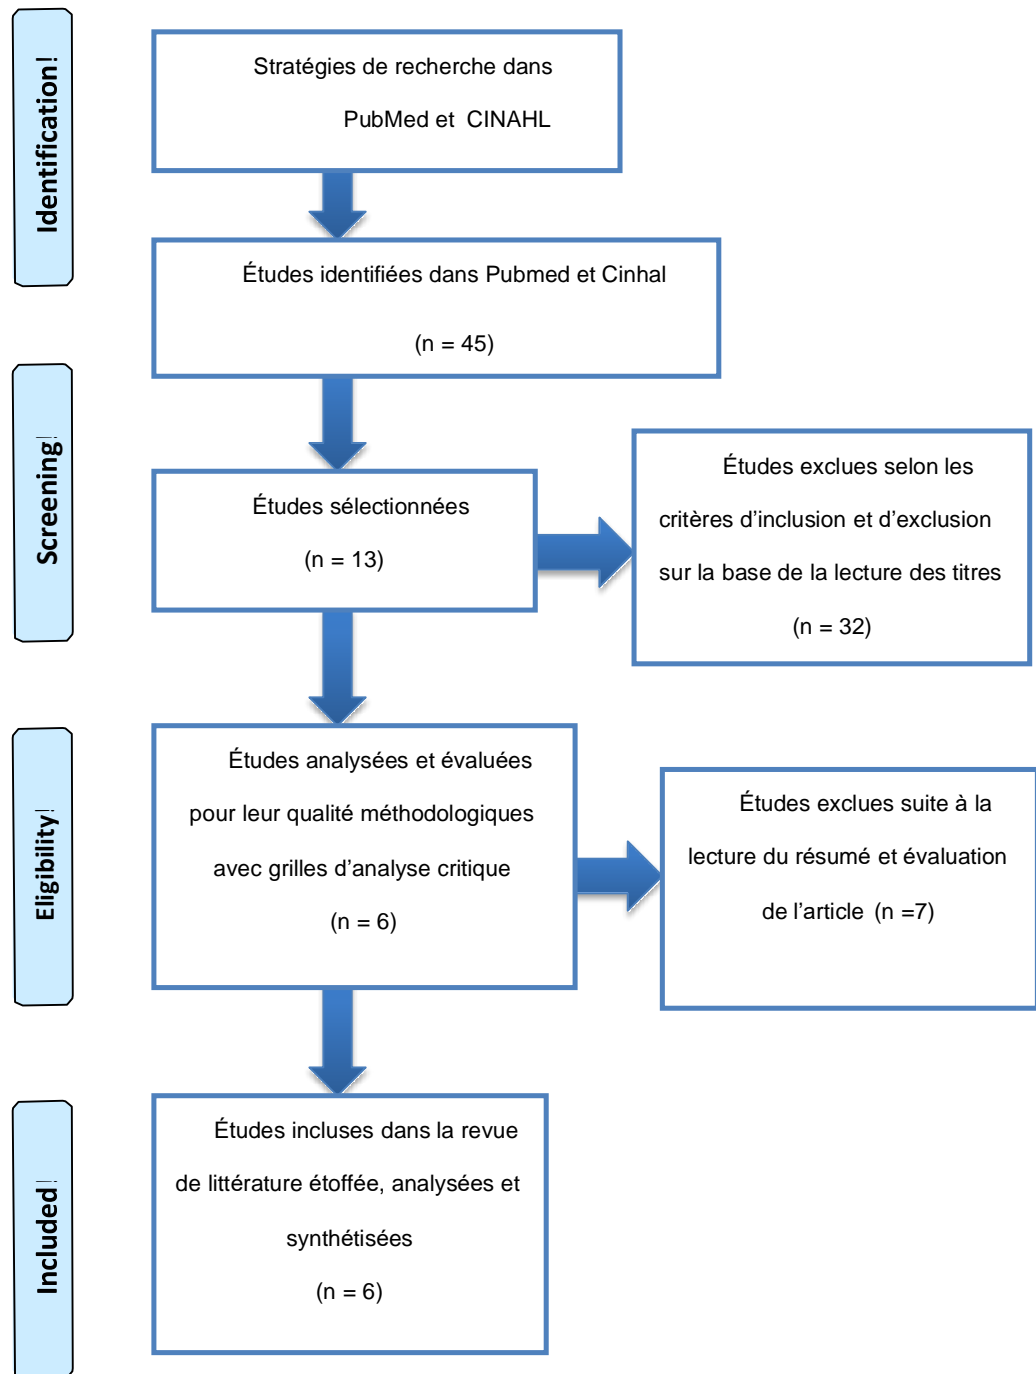 Identification!
Stratégies de recherche dans
PubMed et CINAHL
Études identifiées dans Pubmed et Cinhal
(n = 45)
Screening!
Études sélectionnées
(n = 13)
Études exclues selon les
critères d’inclusion et d’exclusion
sur la base de la lecture des titres
(n = 32)
Eligibility!
Études analysées et évaluées
pour leur qualité méthodologiques
avec grilles d’analyse critique
(n = 6)
Études exclues suite à la
lecture du résumé et évaluation
de l’article (n =7)
Included!
Études incluses dans la revue
de littérature étoffée, analysées et
synthétisées
(n = 6)